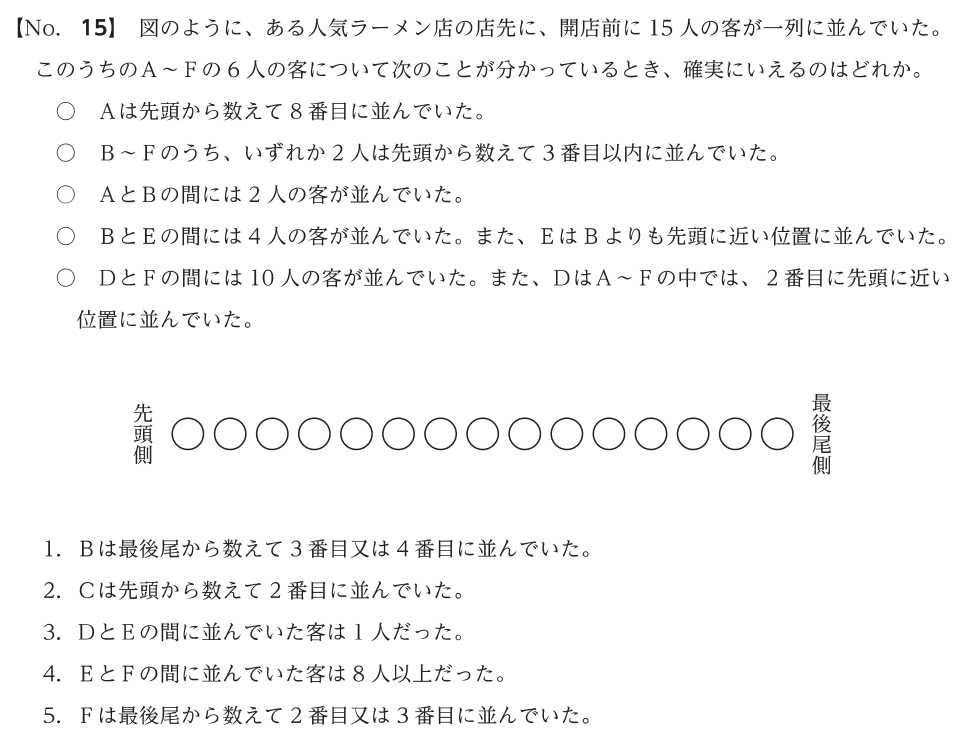 【No. 15】 図のように、ある人気ラーメン店の店先に、開店前に 15 人の客が一列に並んでいた。
このうちのA～Fの6人の客について次のことが分かっているとき、確実にいえるのはどれか。
○ Aは先頭から数えて8番目に並んでいた。
○ B～Fのうち、いずれか2人は先頭から数えて3番目以内に並んでいた。
○ AとBの間には2人の客が並んでいた。
○ BとEの間には4人の客が並んでいた。また、EはBよりも先頭に近い位置に並んでいた。
○ DとFの間には 10 人の客が並んでいた。また、DはA～Fの中では、2番目に先頭に近い
位置に並んでいた。
先頭側
最後尾側
1. Bは最後尾から数えて3番目又は4番目に並んでいた。
2. Cは先頭から数えて2番目に並んでいた。
3. DとEの間に並んでいた客は1人だった。
4. EとFの間に並んでいた客は8人以上だった。
5. Fは最後尾から数えて2番目又は3番目に並んでいた。